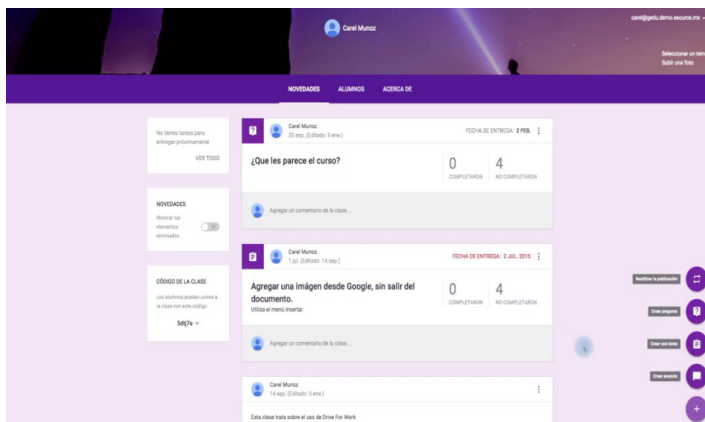 Carel Munoz
carel@gedu.demo.esource.mx
Seleccionar un tem
Subir una foto
NOVEDADES
ALUMNOS
ACERCA DE
No tienes tareas para
entregar próximamente
VER TODO
NOVEDADES
Mostrar los
elementos
eliminados
CÓDIGO DE LA CLASE
Los alumnos pueden unirse a
la clase con este código:
5dtj7e
Carel Munoz
20 sep. (Editado: 5 ene.)
FECHA DE ENTREGA: 2 FEB.
¿Que les parece el curso?
0
COMPLETARON
4
NO COMPLETARON
Agregar un comentario de la clase...
Carel Munoz
1 jul. (Editado: 14 sep.)
FECHA DE ENTREGA: 2 JUL. 2015
Agregar una imágen desde Google, sin salir del
documento.
Utiliza el menú Insertar.
0
COMPLETARON
4
NO COMPLETARON
Agregar un comentario de la clase...
Carel Munoz
14 sep. (Editado: 5 ene.)
Esta clase trata sobre el uso de Drive For Work
Reutilizar la publicación
Crear pregunta
Crear una tarea
Crear anuncio